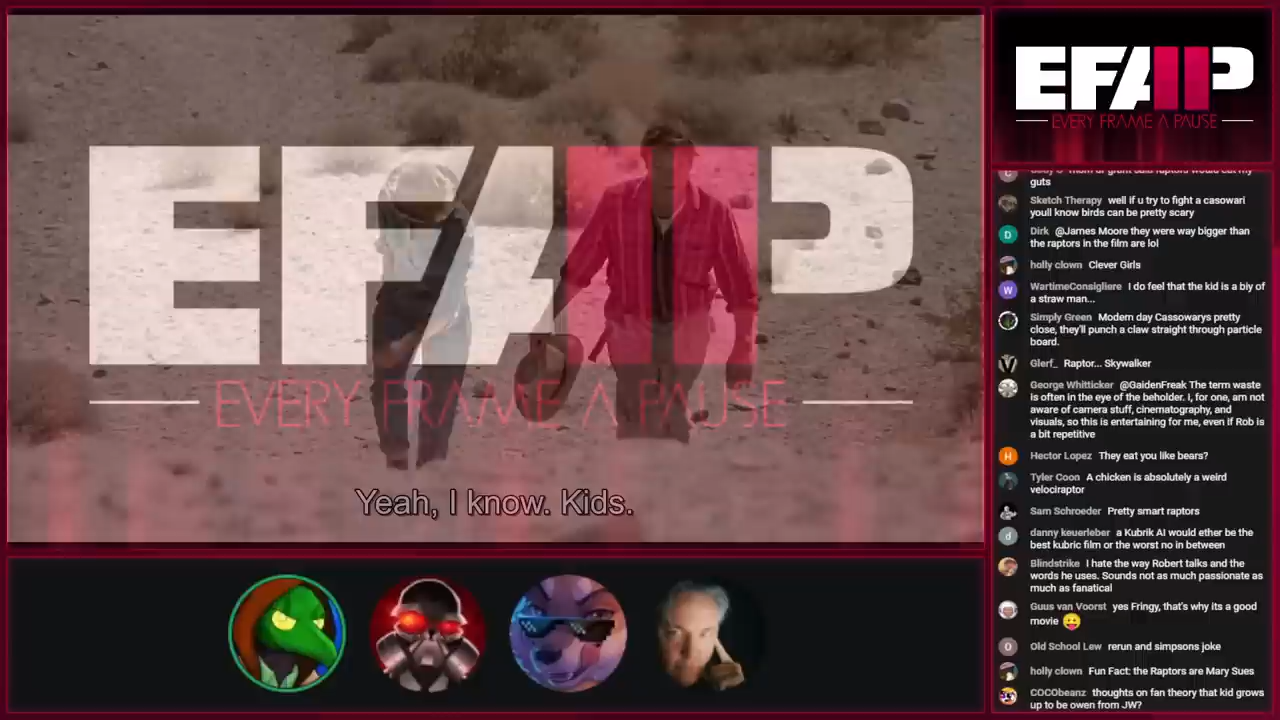 EFAP
EVERY FRAME A PAUSE
Yeah, I know. Kids.
EFAP
EVERY FRAME A PAUSE
guts
Sketch Therapy well if u try to fight a casowari
youll know birds can be pretty scary
Dirk @James Moore they were way bigger than
the raptors in the film are lol
holly clown Clever Girls
WartimeConsigliere I do feel that the kid is a biy of
a straw man...
Simply Green Modern day Cassowarys pretty
close, they'll punch a claw straight through particle
board.
Glerf_ Raptor... Skywalker
George Whitticker @GaidenFreak The term waste
is often in the eye of the beholder. I, for one, am not
aware of camera stuff, cinematography, and
visuals, so this is entertaining for me, even if Rob is
a bit repetitive
Hector Lopez They eat you like bears?
Tyler Coon A chicken is absolutely a weird
velociraptor
Sam Schroeder Pretty smart raptors
danny keuerleber a Kubrik AI would ether be the
best kubric film or the worst no in between
Blindstrike I hate the way Robert talks and the
words he uses. Sounds not as much passionate as
much as fanatical
Guus van Voorst yes Fringy, that's why its a good
movie
Old School Lew rerun and simpsons joke
holly clown Fun Fact: the Raptors are Mary Sues
COCObeanz thoughts on fan theory that kid grows
up to be owen from JW?